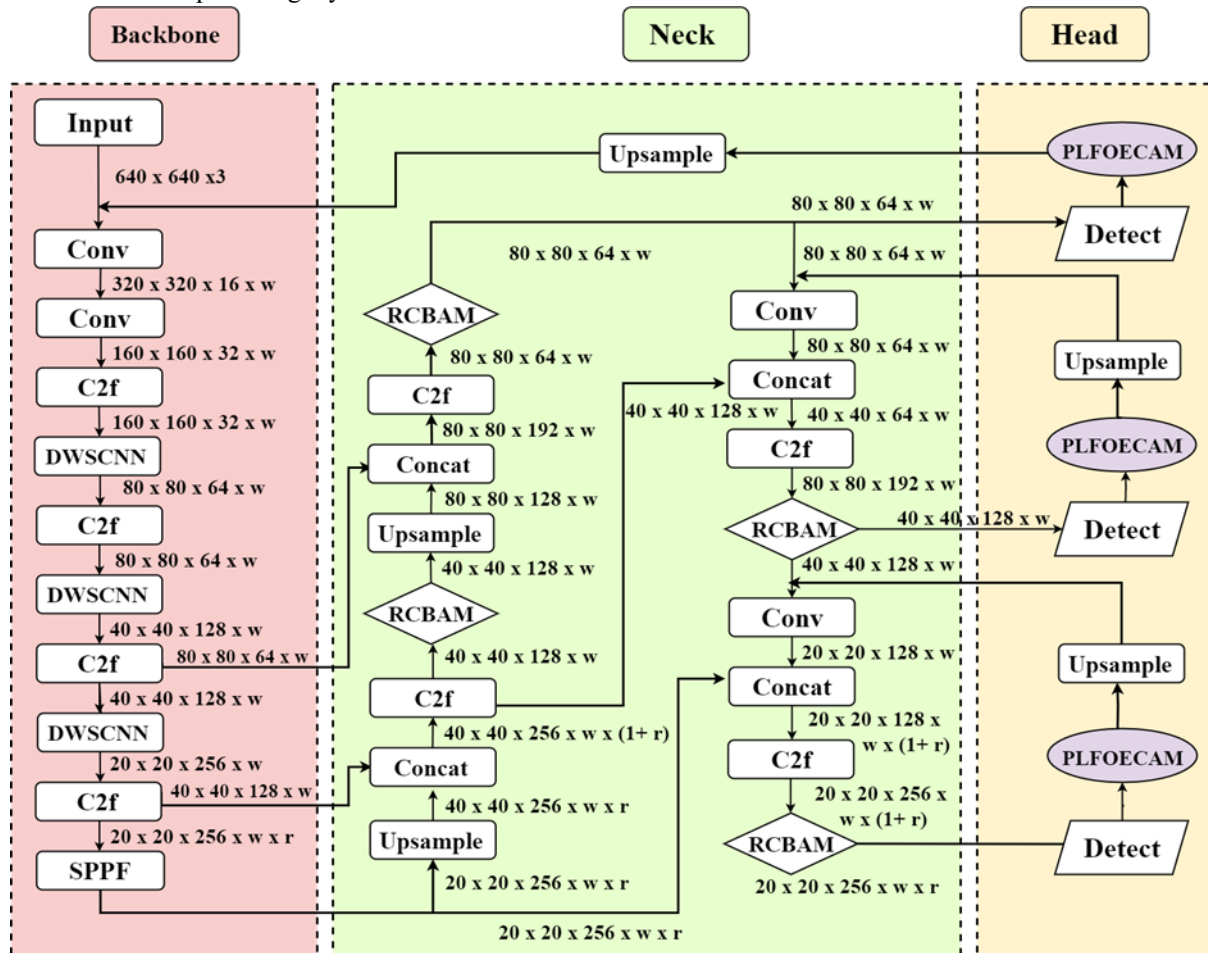 Backbone
Neck
Head
Input
640 x 640 x3
Conv
320 x 320 x 16 x w
Conv
160 x 160 x 32 x w
C2f
160 x 160 x 32 x w
DWSCNN
80 x 80 x 64 x w
C2f
80 x 80 x 64 x w
DWSCNN
40 x 40 x 128 x w
C2f
80 x 80 x 64 x w
40 x 40 x 128 x w
DWSCNN
20 x 20 x 256 x w
C2f
40 x 40 x 128 x w
20 x 20 x 256 x w x r
SPPF
Upsample
80 x 80 x 64 x w
80 x 80 x 64 x w
RCBAM
80 x 80 x 64 x w
C2f
80 x 80 x 192 x w
Concat
80 x 80 x 128 x w
Upsample
40 x 40 x 128 x w
RCBAM
40 x 40 x 128 x w
C2f
40 x 40 x 256 x w x (1+ r)
Concat
40 x 40 x 256 x w x r
Upsample
20 x 20 x 256 x w x r
20 x 20 x 256 x w x r
80 x 80 x 64 x w
Conv
80 x 80 x 64 x w
Concat
40 x 40 x 128 x w
40 x 40 x 64 x w
C2f
80 x 80 x 192 x w
RCBAM
40 x 40 x 128 x w
40 x 40 x 128 x w
Conv
20 x 20 x 128 x w
Concat
20 x 20 x 128 x
w x (1+ r)
C2f
20 x 20 x 256 x
w x (1+ r)
RCBAM
20 x 20 x 256 x w x r
PLFOECAM
Detect
Upsample
PLFOECAM
Detect
Upsample
PLFOECAM
Detect